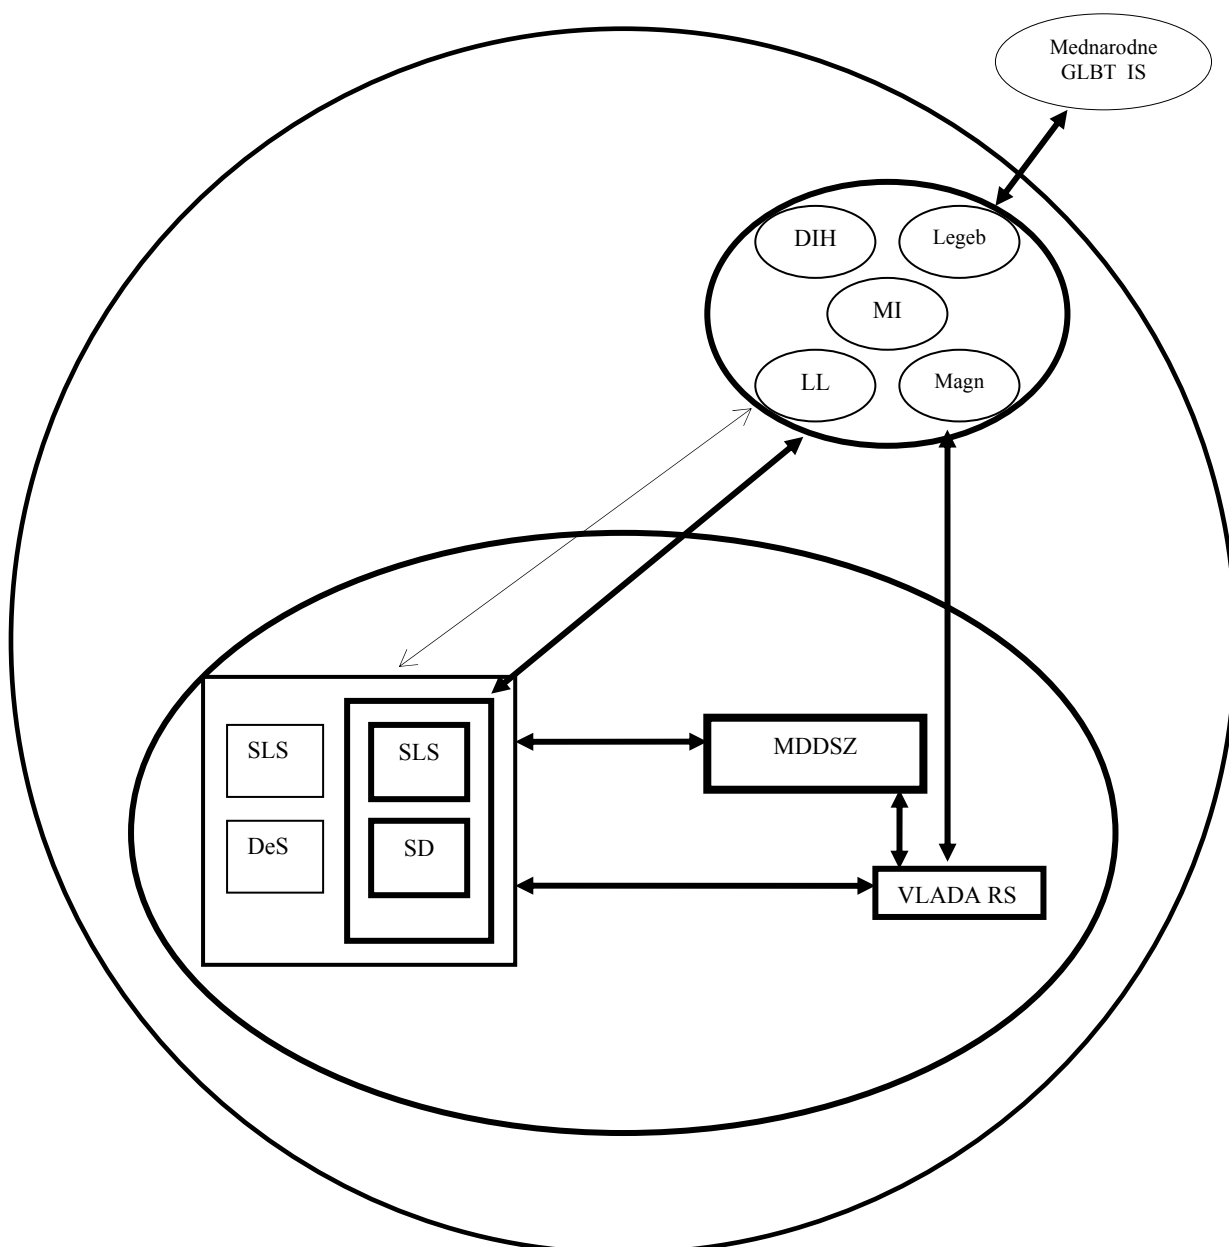 Mednarodne
GLBT IS
DIH
Legeb
MI
LL
Magn
SLS
SLS
MDDSZ
DeS
SD
VLADA RS